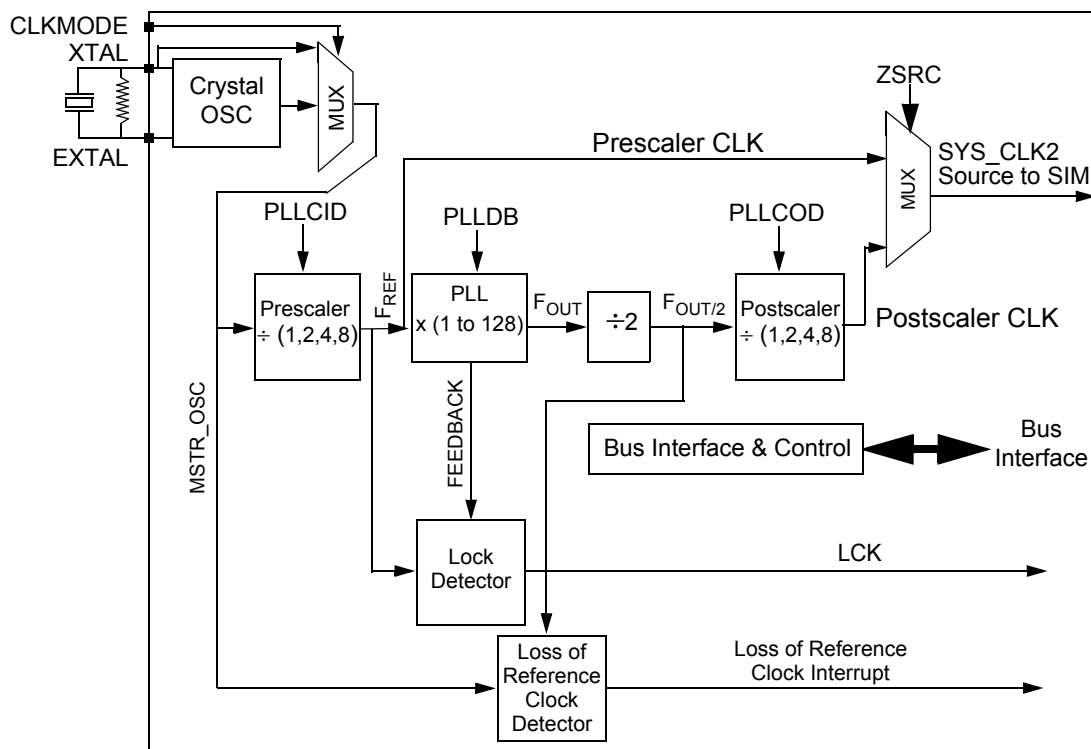 CLKMODE
XTAL
EXTAL
Crystal
OSC
MUX
ZSRC
Prescaler CLK
MUX
SYS_CLK2
Source to SIM
PLLCID
PLLDB
PLLCOD
Prescaler
÷ (1,2,4,8)
FREF
PLL
x (1 to 128)
FOUT
÷2
FOUT/2
Postscaler
÷ (1,2,4,8)
Postscaler CLK
MSTR_OSC
FEEDBACK
Bus Interface & Control
Bus
Interface
Lock
Detector
LCK
Loss of
Reference
Clock
Detector
Loss of Reference
Clock Interrupt